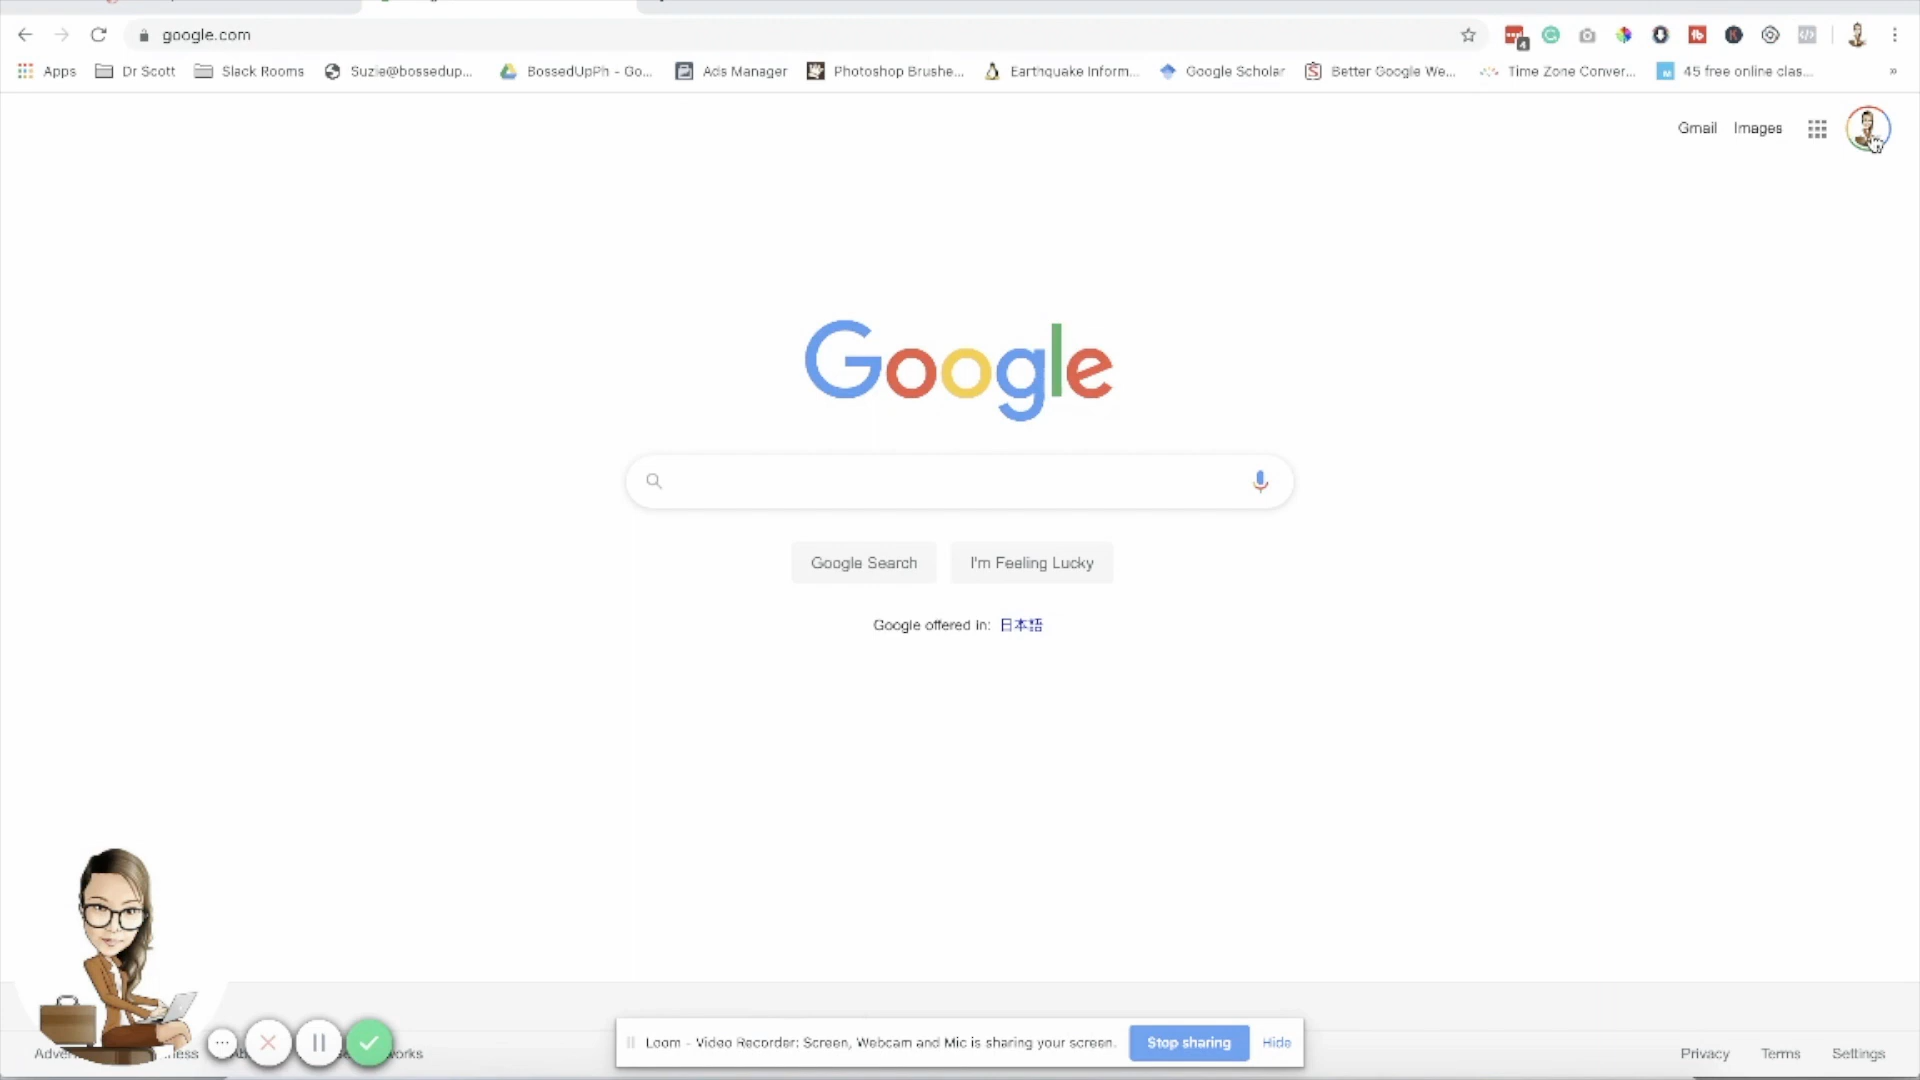 google.com
Apps Dr Scott Slack Rooms Suzie@bossedup... BossedUpPh - Go... Ads Manager Photoshop Brushe... Earthquake Inform... Google Scholar Better Google We... Time Zone Conver... 45 free online clas... »
Gmail Images
Google
Google Search I'm Feeling Lucky
Google offered in: 日本語
Loom - Video Recorder: Screen, Webcam and Mic is sharing your screen. Stop sharing Hide
Privacy Terms Settings